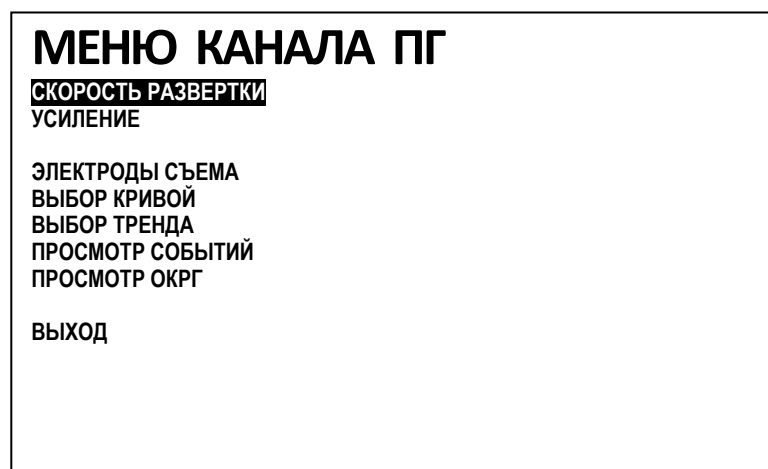 МЕНЮ КАНАЛА ПГ
СКОРОСТЬ РАЗВЕРТКИ
УСИЛЕНИЕ
ЭЛЕКТРОДЫ СЪЕМА
ВЫБОР КРИВОЙ
ВЫБОР ТРЕНДА
ПРОСМОТР СОБЫТИЙ
ПРОСМОТР ОКРГ
ВЫХОД